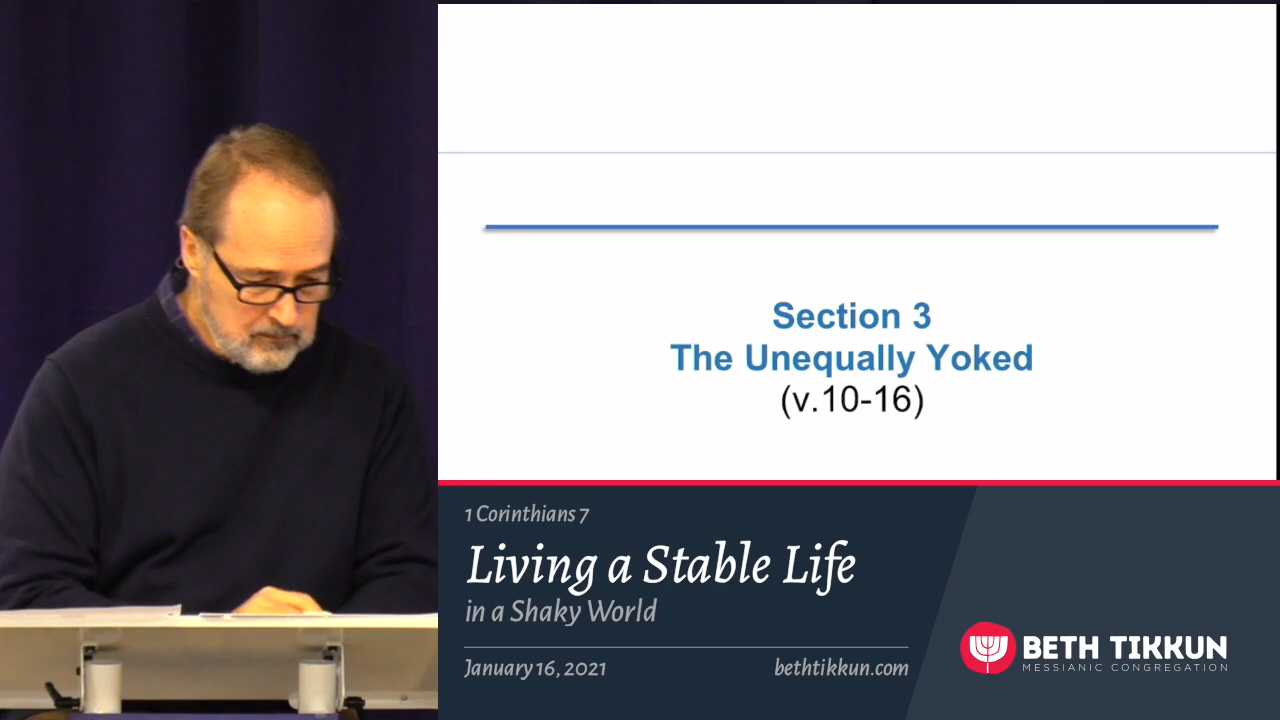 Section 3
The Unequally Yoked
(v.10-16)
1 Corinthians 7
Living a Stable Life
in a Shaky World
January 16, 2021
bethtikkun.com
BETH TIKKUN
MESSIANIC CONGREGATION